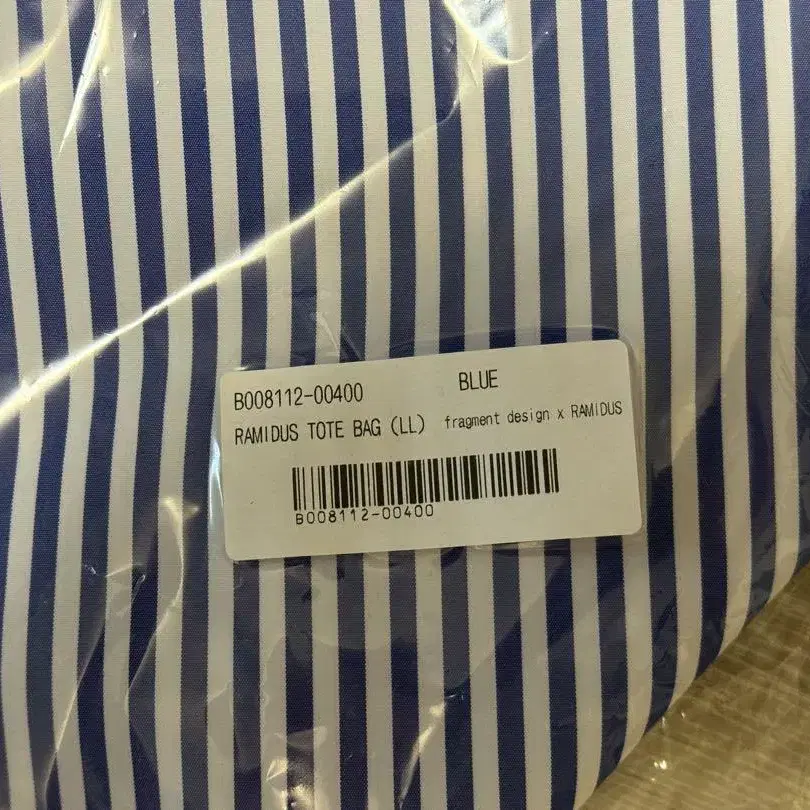 B008112-00400 BLUE
RAMIDUS TOTE BAG (LL) fragment design x RAMIDUS
B008112-00400